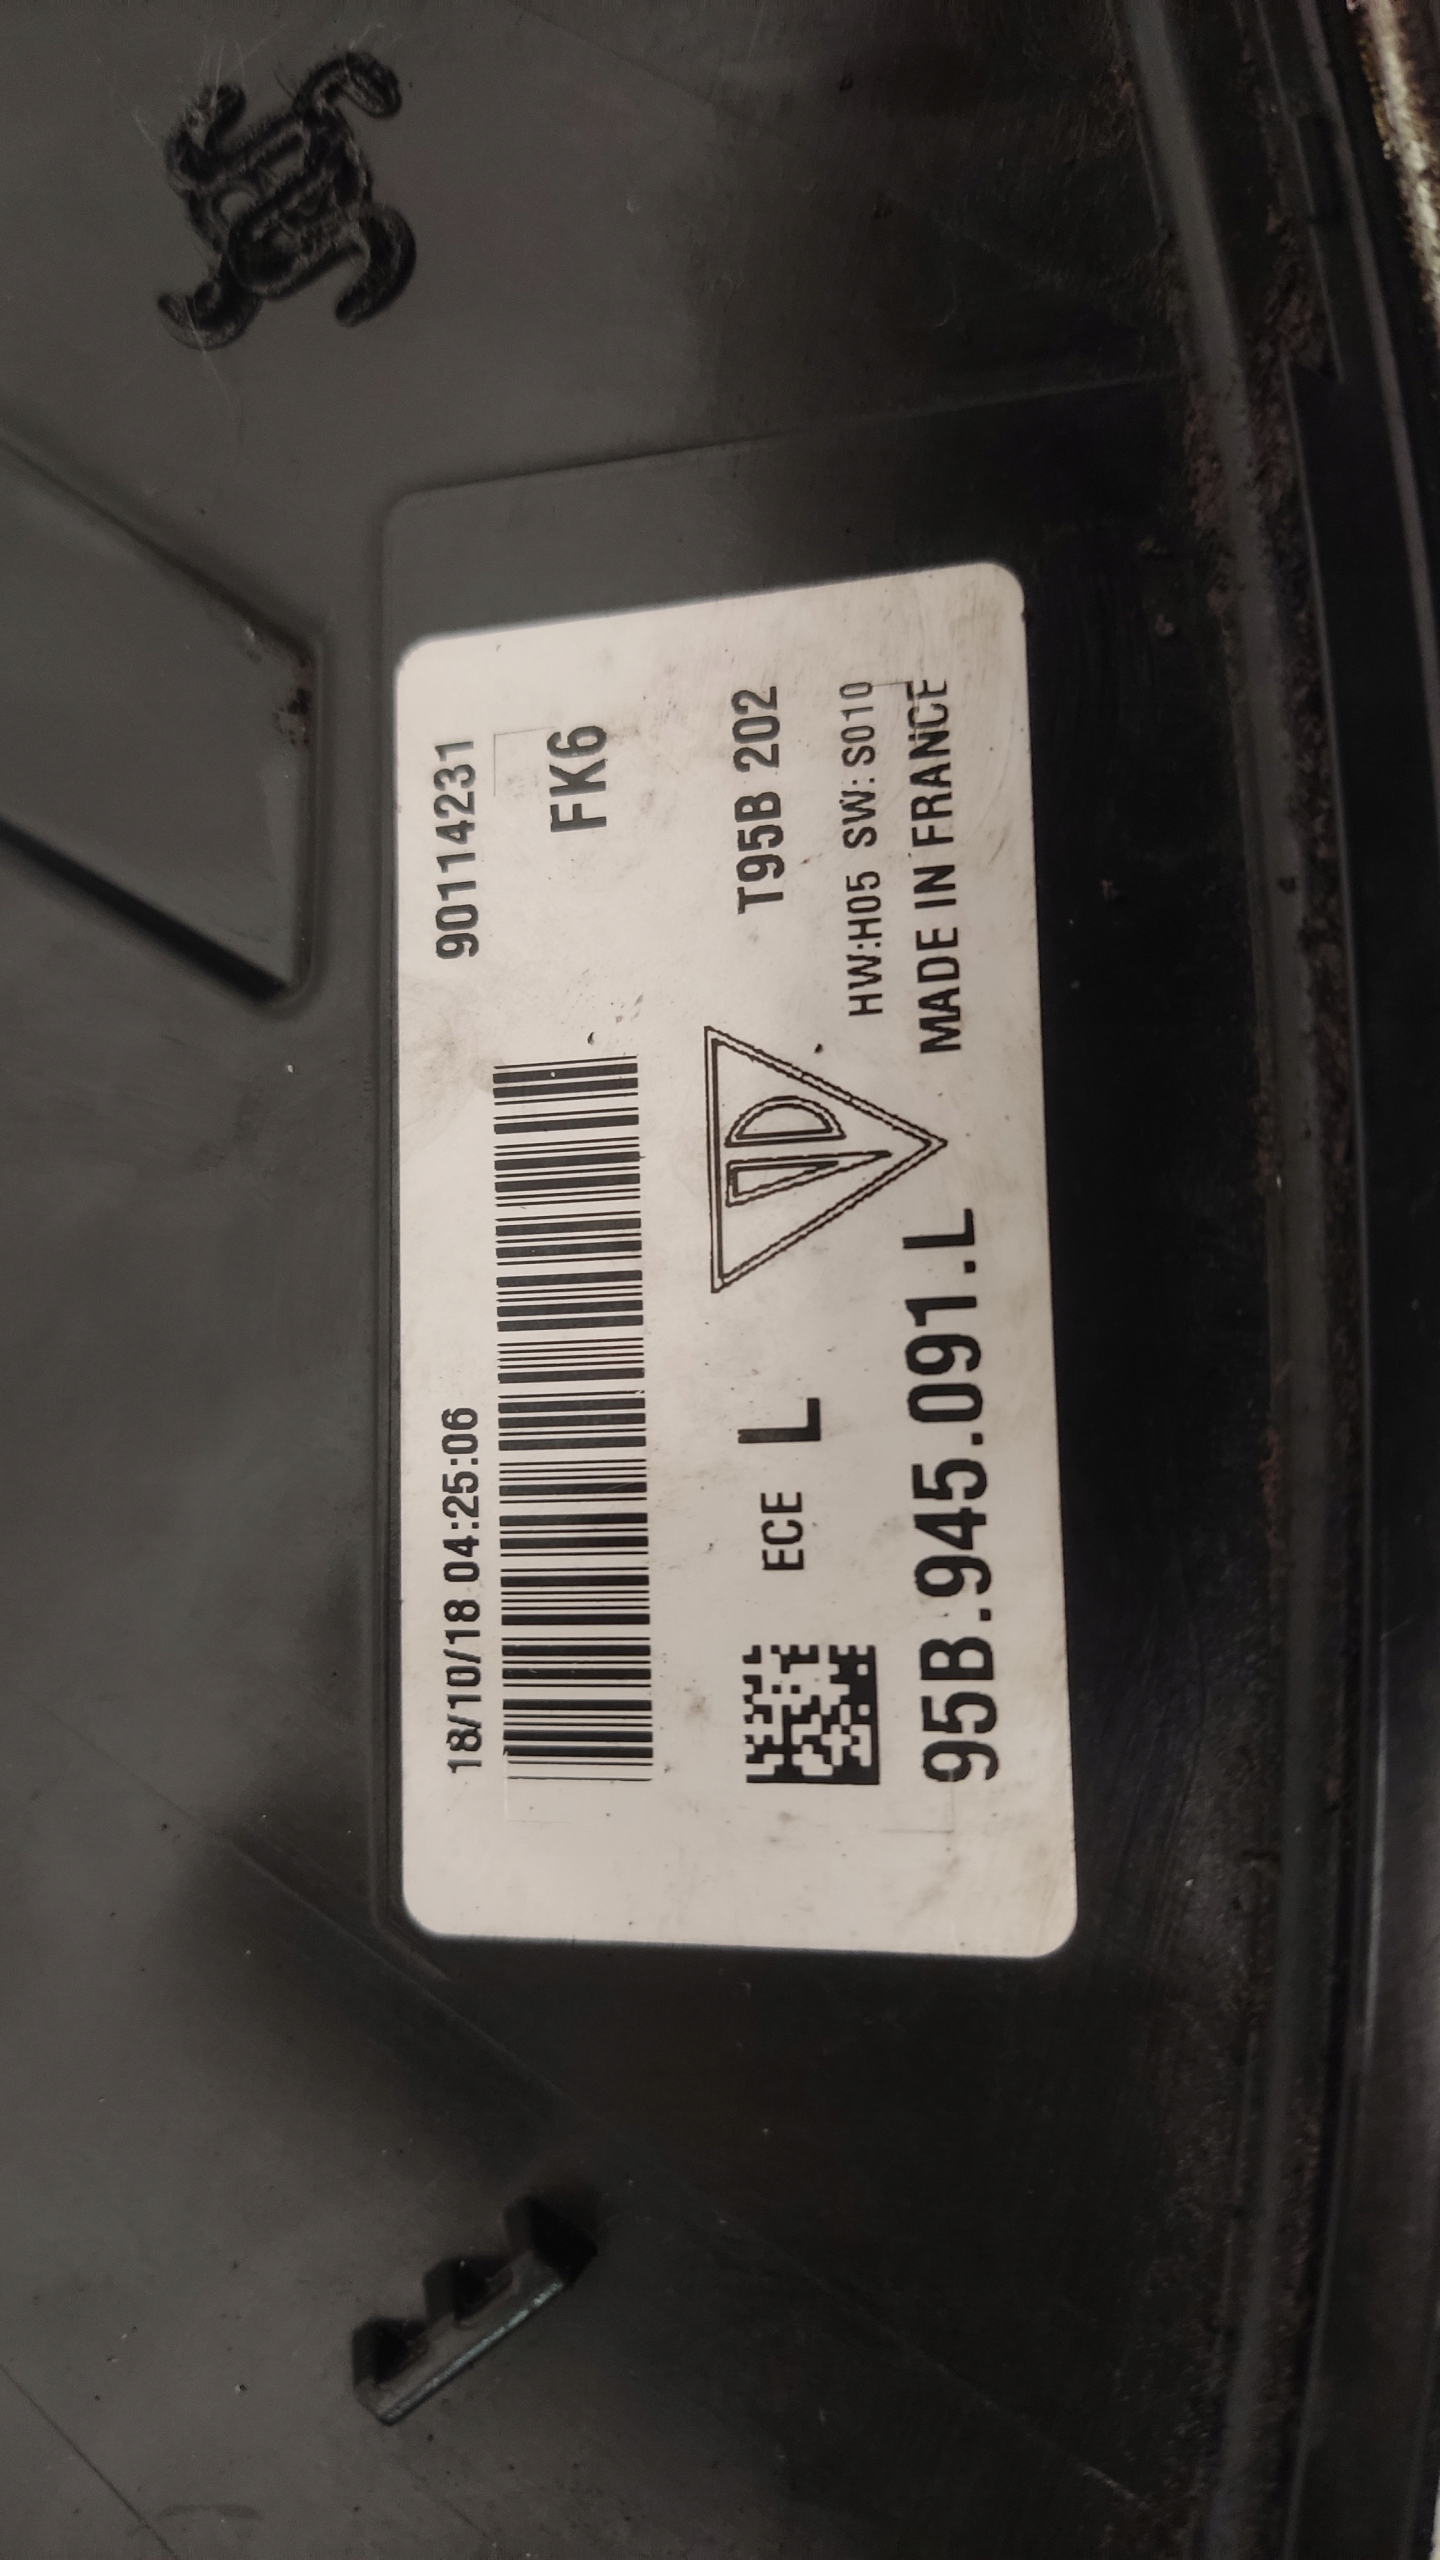 18/10/18 04:25:06 90114231
FK6
ECE L T95B 202
HW:H05 SW:S010
95B.945.091.L MADE IN FRANCE